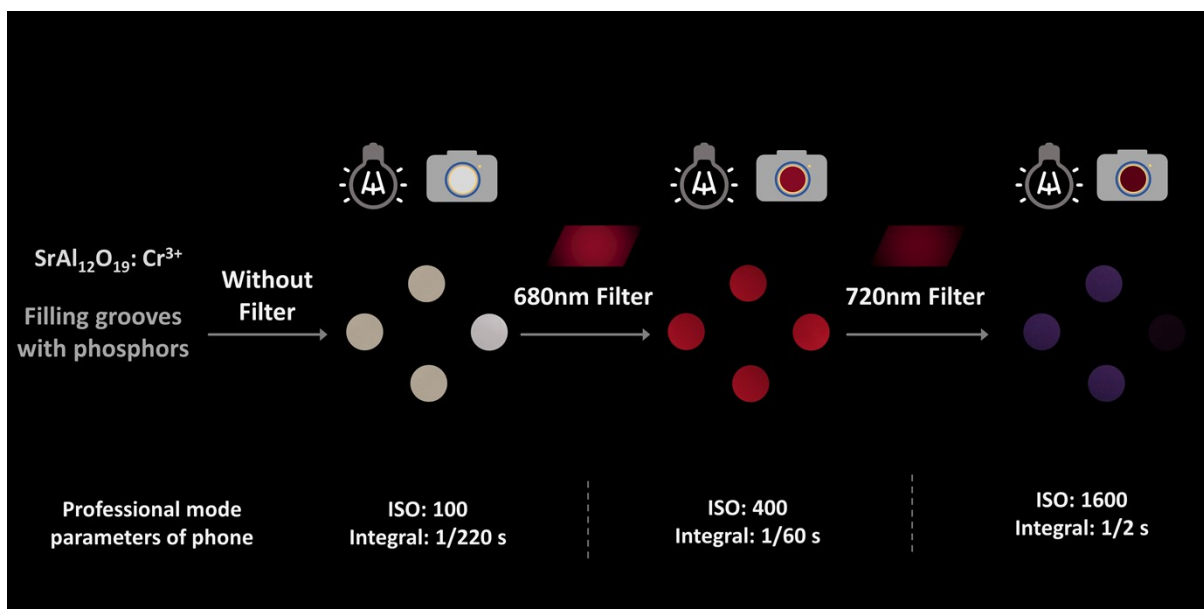 SrAl₁₂O₁₉: Cr³⁺
Filling grooves
with phosphors
Without
Filter
680nm Filter
720nm Filter
Professional mode
parameters of phone
ISO: 100
Integral: 1/220 s
ISO: 400
Integral: 1/60 s
ISO: 1600
Integral: 1/2 s